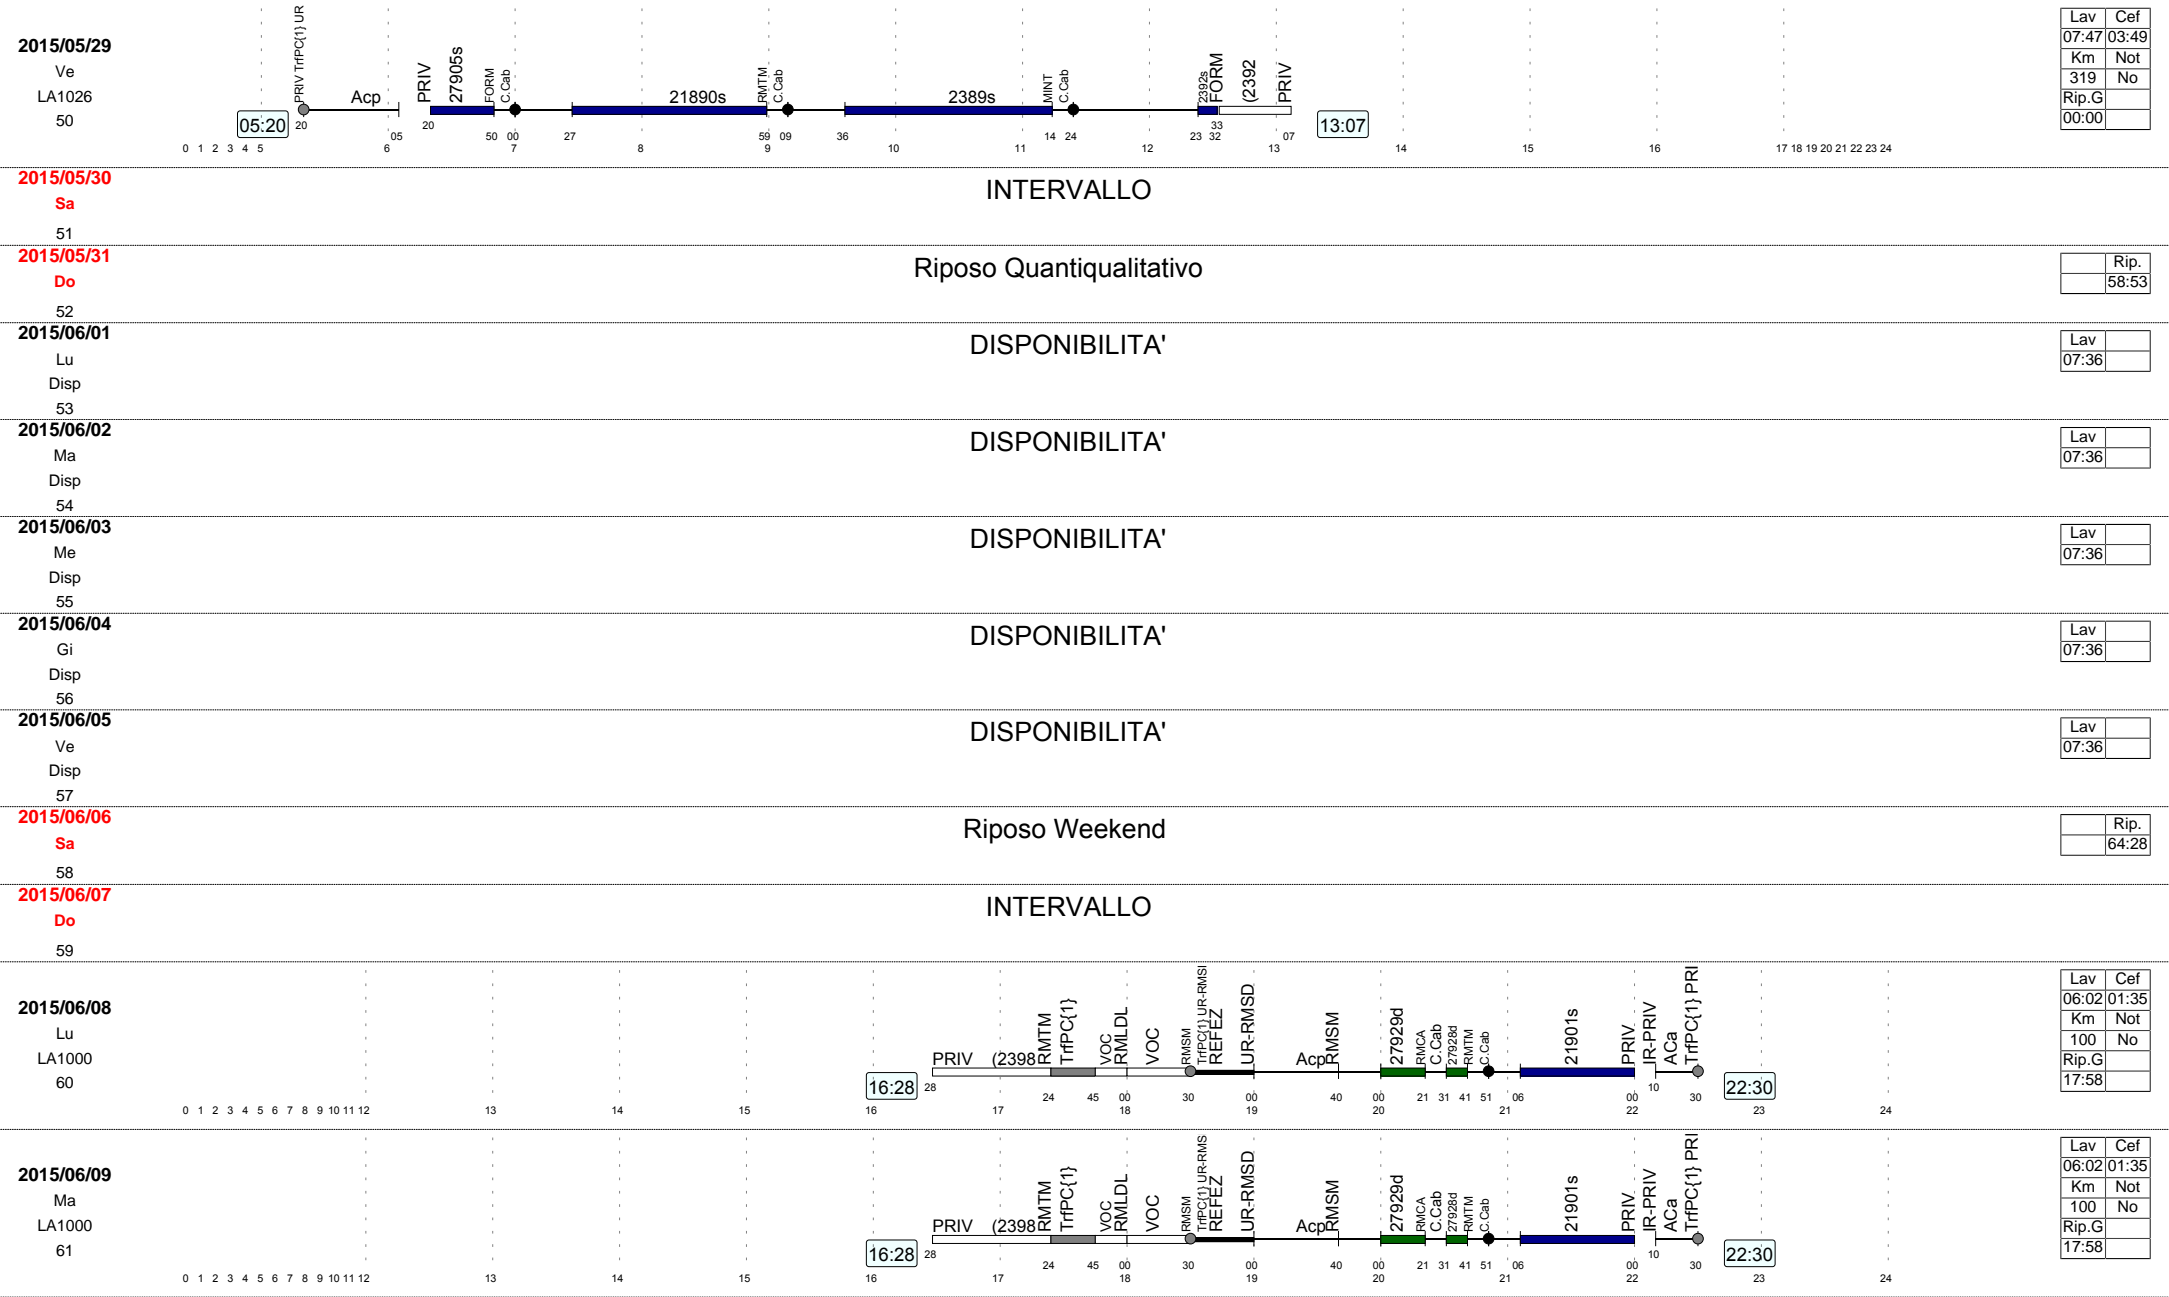 2015/05/29
Ve
LA1026
50
05:20
PRIV TrfPC{1} UR
Acp
PRIV
27905s
FORM
C.Cab
21890s
RMTM
C.Cab
2389s
MINT
C.Cab
2392s
FORM
(2392
PRIV
13:07
20 05 20 50 00 27 59 09 36 14 24 23 32 33 07
0 1 2 3 4 5 6 7 8 9 10 11 12 13 14 15 16 17 18 19 20 21 22 23 24
Lav Cef
07:47 03:49
Km Not
319 No
Rip.G
00:00
2015/05/30
Sa
51
INTERVALLO
2015/05/31
Do
52
Riposo Quantiqualitativo
Rip.
58:53
2015/06/01
Lu
Disp
53
DISPONIBILITA'
Lav
07:36
2015/06/02
Ma
Disp
54
DISPONIBILITA'
Lav
07:36
2015/06/03
Me
Disp
55
DISPONIBILITA'
Lav
07:36
2015/06/04
Gi
Disp
56
DISPONIBILITA'
Lav
07:36
2015/06/05
Ve
Disp
57
DISPONIBILITA'
Lav
07:36
2015/06/06
Sa
58
Riposo Weekend
Rip.
64:28
2015/06/07
Do
59
INTERVALLO
2015/06/08
Lu
LA1000
60
16:28
PRIV
(2398
RMTM
TrfPC{1}
VOC
RMLDL
VOC
RMSM
TrfPC{1} UR-RMSI
REFEZ
UR-RMSD
Acp
RMSM
27929d
RMCA
C.Cab
27928d
RMTM
C.Cab
21901s
PRIV
IR-PRIV
ACa
TrfPC{1} PRI
22:30
28 24 45 00 30 00 40 00 21 31 41 51 06 00 10 30
0 1 2 3 4 5 6 7 8 9 10 11 12 13 14 15 16 17 18 19 20 21 22 23 24
Lav Cef
06:02 01:35
Km Not
100 No
Rip.G
17:58
2015/06/09
Ma
LA1000
61
16:28
PRIV
(2398
RMTM
TrfPC{1}
VOC
RMLDL
VOC
RMSM
TrfPC{1} UR-RMS
REFEZ
UR-RMSD
Acp
RMSM
27929d
RMCA
C.Cab
27928d
RMTM
C.Cab
21901s
PRIV
IR-PRIV
ACa
TrfPC{1} PRI
22:30
28 24 45 00 30 00 40 00 21 31 41 51 06 00 10 30
0 1 2 3 4 5 6 7 8 9 10 11 12 13 14 15 16 17 18 19 20 21 22 23 24
Lav Cef
06:02 01:35
Km Not
100 No
Rip.G
17:58